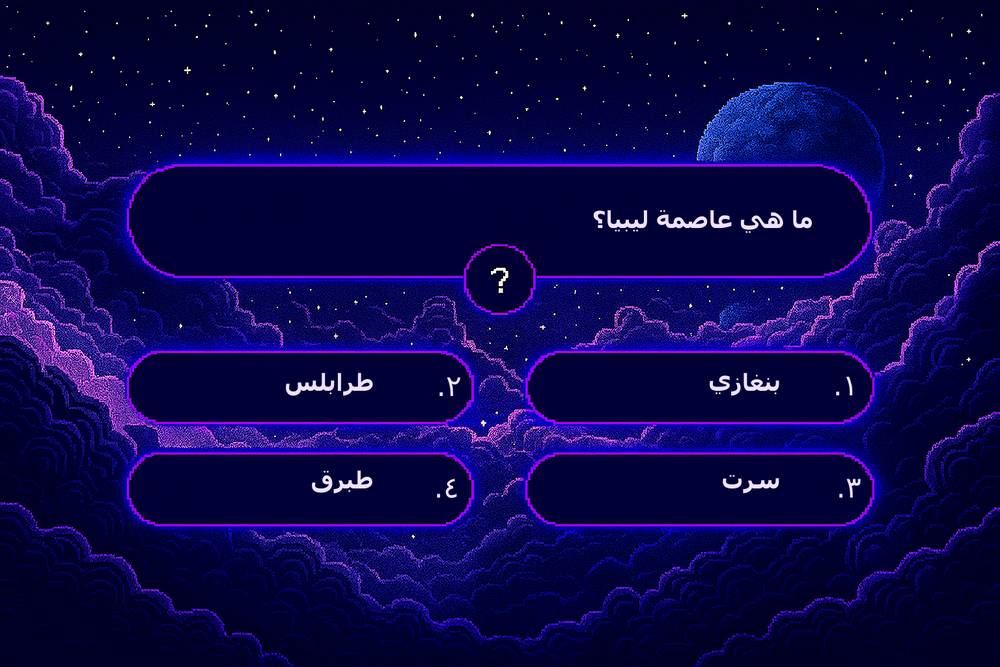 ما هي عاصمة ليبيا؟
?
١. بنغازي
٢. طرابلس
٣. سرت
٤. طبرق